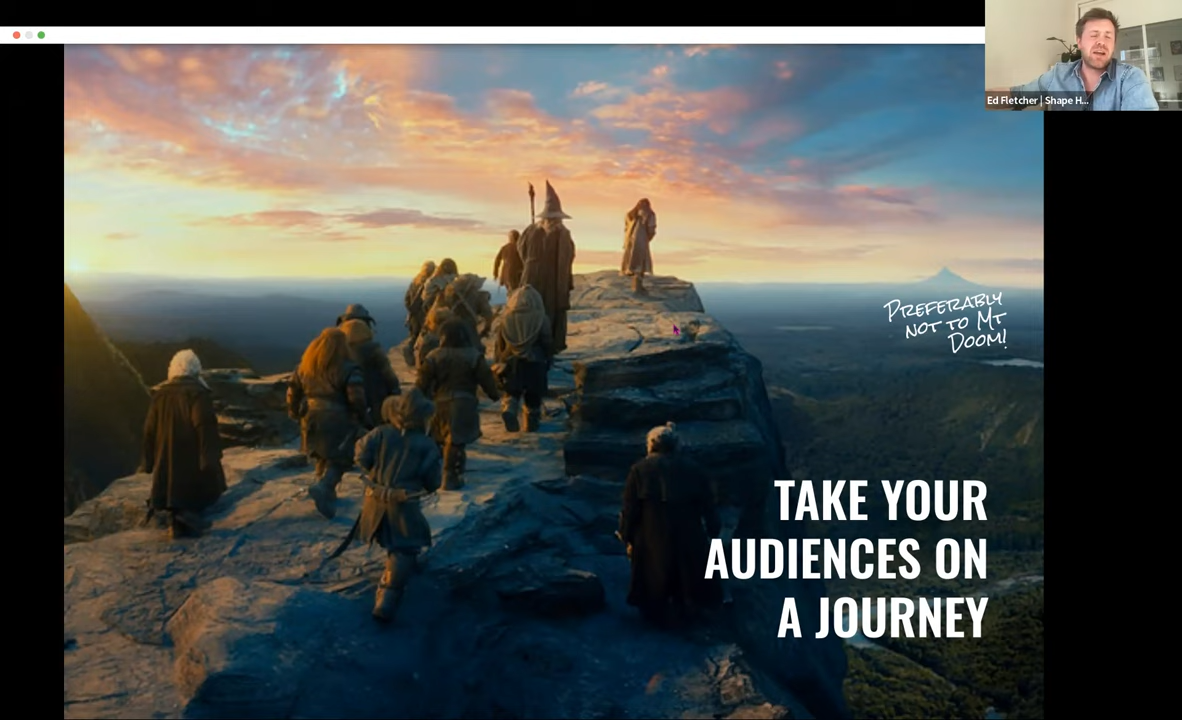 Ed Fletcher | Shape H...
PREFERABLY
NOT TO MT
DOOM!
TAKE YOUR
AUDIENCES ON
A JOURNEY